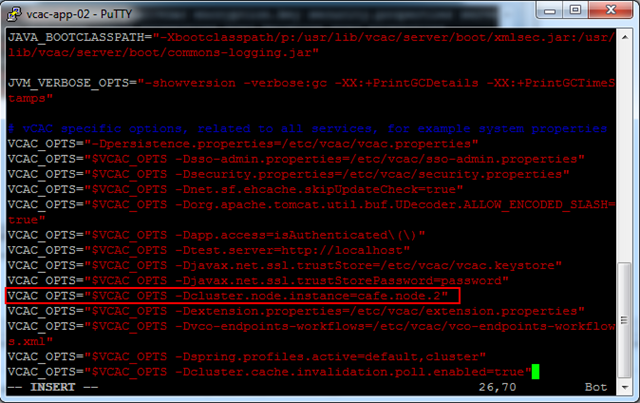 vcac-app-02 - PuTTY
JAVA_BOOTCLASSPATH="-Xbootclasspath/p:/usr/lib/vcac/server/boot/xmlsec.jar:/usr/
lib/vcac/server/boot/commons-logging.jar"
JVM_VERBOSE_OPTS="-showversion -verbose:gc -XX:+PrintGCDetails -XX:+PrintGCTimeS
tamps"
# vCAC specific options, related to all services, for example system properties
VCAC_OPTS="-Dpersistence.properties=/etc/vcac/vcac.properties"
VCAC_OPTS="$VCAC_OPTS -Dsso-admin.properties=/etc/vcac/sso-admin.properties"
VCAC_OPTS="$VCAC_OPTS -Dsecurity.properties=/etc/vcac/security.properties"
VCAC_OPTS="$VCAC_OPTS -Dnet.sf.ehcache.skipUpdateCheck=true"
VCAC_OPTS="$VCAC_OPTS -Dorg.apache.tomcat.util.buf.UDecoder.ALLOW_ENCODED_SLASH=
true"
VCAC_OPTS="$VCAC_OPTS -Dapp.access=isAuthenticated\(\)"
VCAC_OPTS="$VCAC_OPTS -Dtest.server=http://localhost"
VCAC_OPTS="$VCAC_OPTS -Djavax.net.ssl.trustStore=/etc/vcac/vcac.keystore"
VCAC_OPTS="$VCAC_OPTS -Djavax.net.ssl.trustStorePassword=password"
VCAC_OPTS="$VCAC_OPTS -Dcluster.node.instance=cafe.node.2"
VCAC_OPTS="$VCAC_OPTS -Dextension.properties=/etc/vcac/extension.properties"
VCAC_OPTS="$VCAC_OPTS -Dvco-endpoints-workflows=/etc/vcac/vco-endpoints-workflow
s.xml"
VCAC_OPTS="$VCAC_OPTS -Dspring.profiles.active=default,cluster"
VCAC_OPTS="$VCAC_OPTS -Dcluster.cache.invalidation.poll.enabled=true"
-- INSERT -- 26,70 Bot